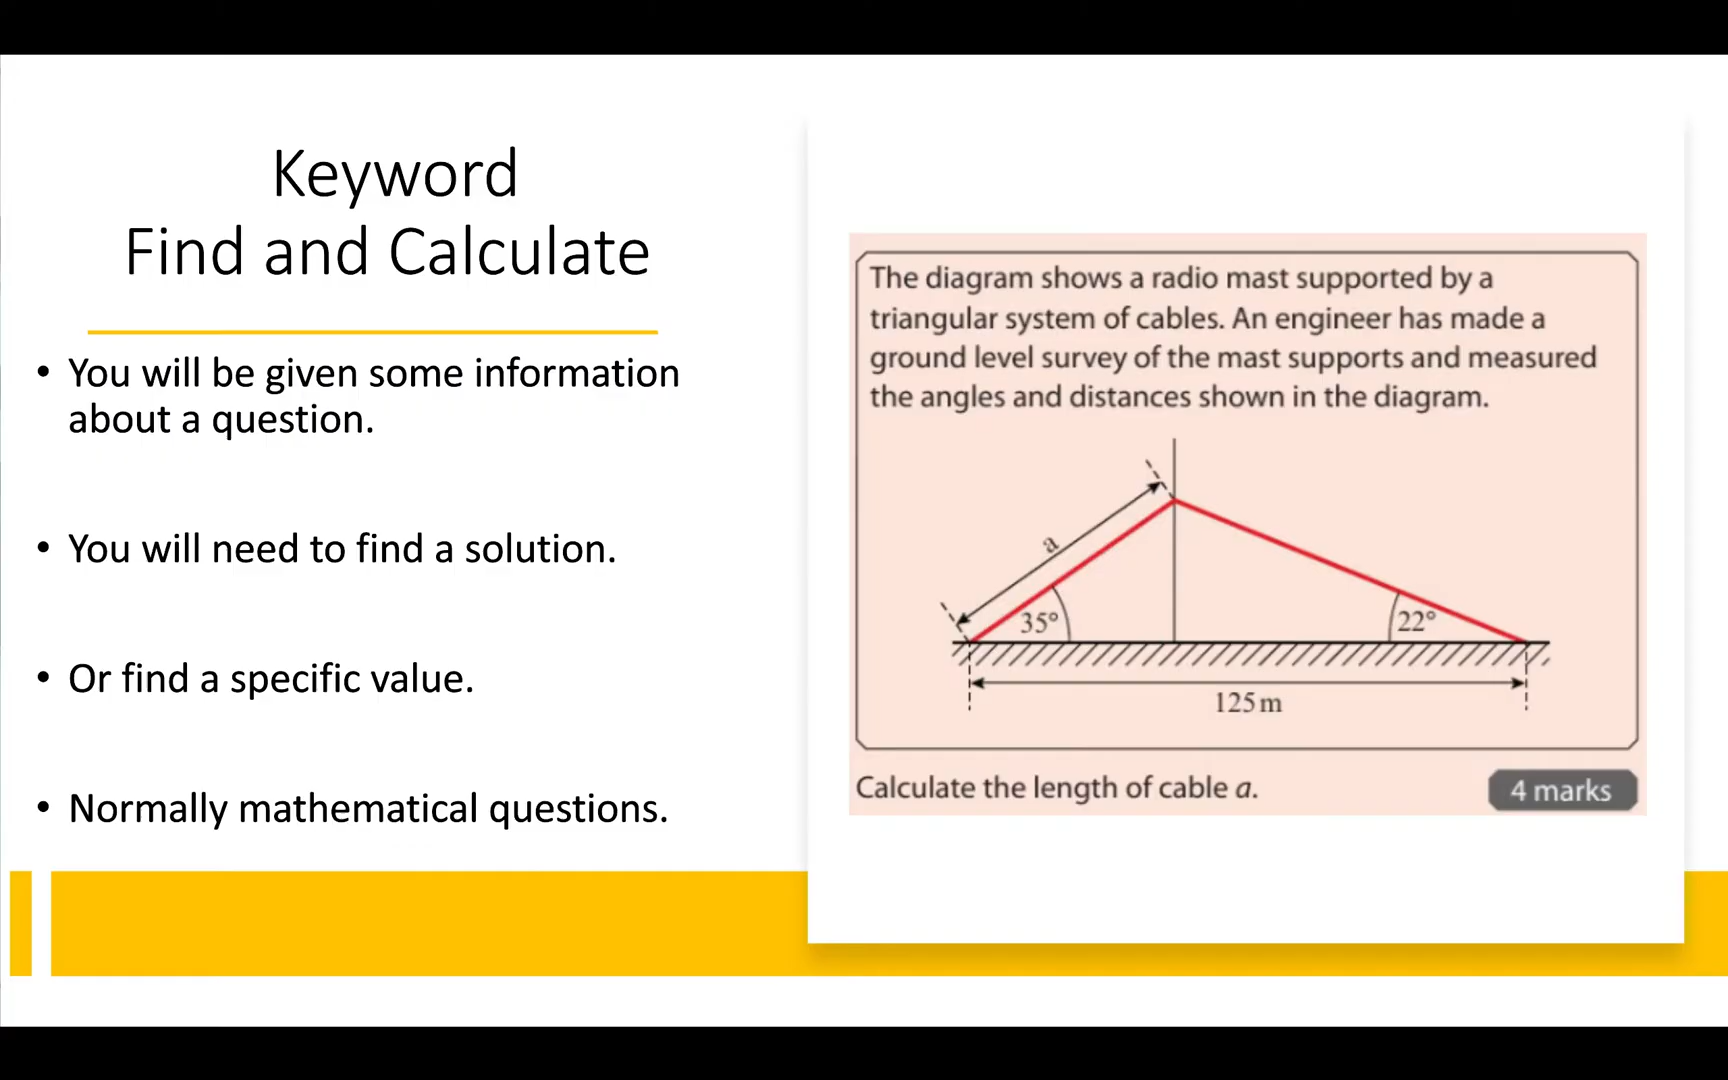 Keyword
Find and Calculate
• You will be given some information
about a question.
• You will need to find a solution.
• Or find a specific value.
• Normally mathematical questions.
The diagram shows a radio mast supported by a
triangular system of cables. An engineer has made a
ground level survey of the mast supports and measured
the angles and distances shown in the diagram.
a
35°
22°
125 m
Calculate the length of cable a.
4 marks